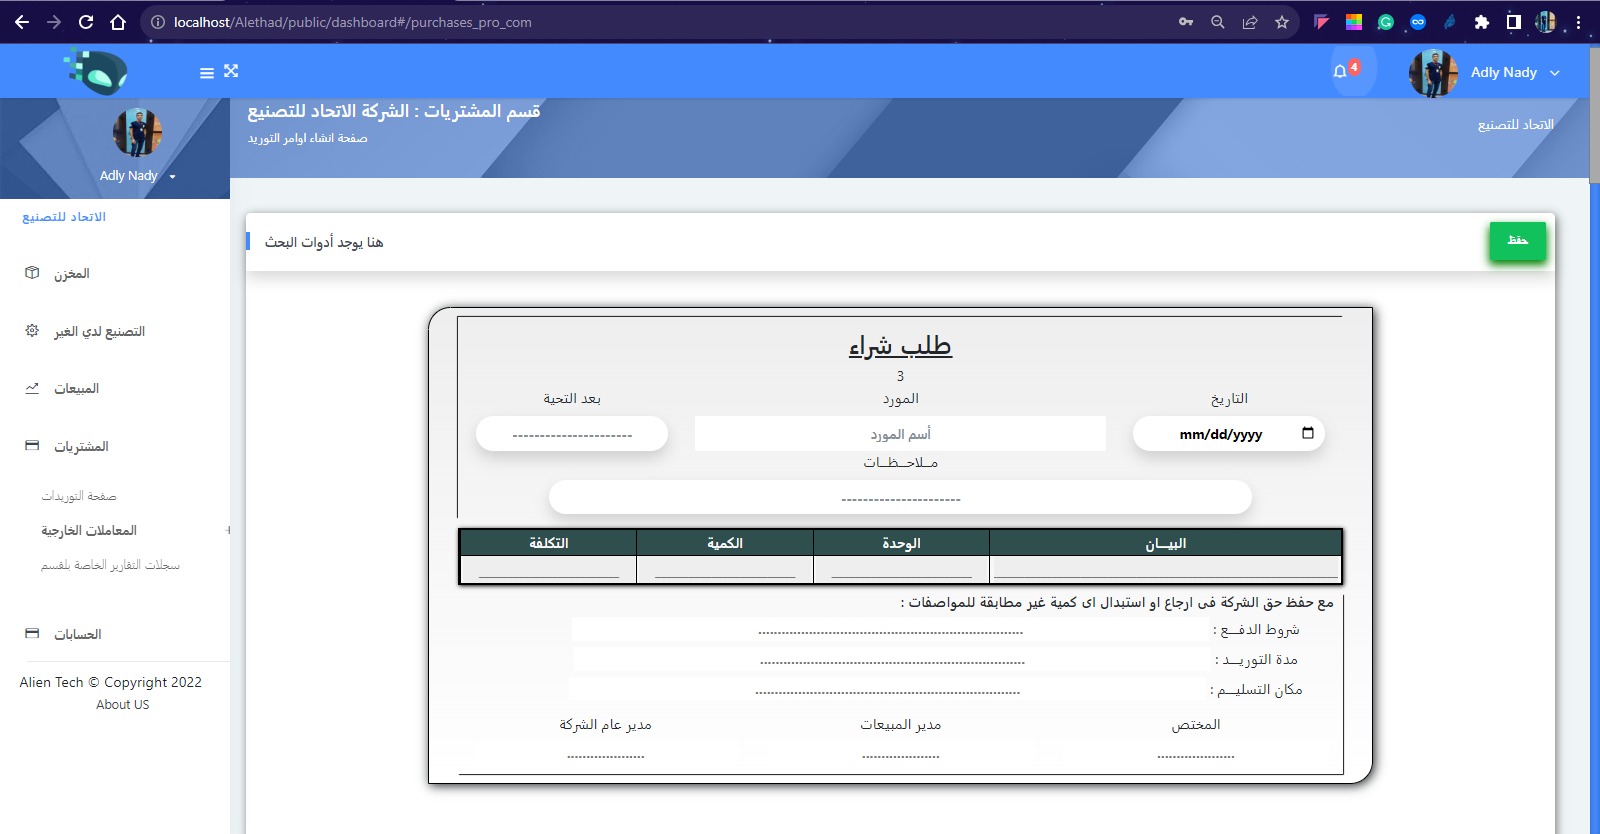 localhost/Alethad/public/dashboard#/purchases_pro_com
4
Adly Nady
قسم المشتريات : الشركة الاتحاد للتصنيع
صفحة انشاء اوامر التوريد
الاتحاد للتصنيع
Adly Nady
الاتحاد للتصنيع
المخزن
التصنيع لدي الغير
المبيعات
المشتريات
صفحة التوريدات
المعاملات الخارجية +
سجلات التقارير الخاصة بلقسم
الحسابات
Alien Tech © Copyright 2022
About US
هنا يوجد أدوات البحث
حفظ
طلب شراء
3
التاريخ المورد بعد التحية
mm/dd/yyyy أسم المورد ----------------------
مــلاحــظــات
----------------------
البيـــان الوحدة الكمية التكلفة
مع حفظ حق الشركة فى ارجاع او استبدال اى كمية غير مطابقة للمواصفات :
شروط الدفـــع : ....................................................................
مدة التوريـــد : ....................................................................
مكان التسليـــم : ....................................................................
المختص مدير المبيعات مدير عام الشركة
.................... .................... ....................